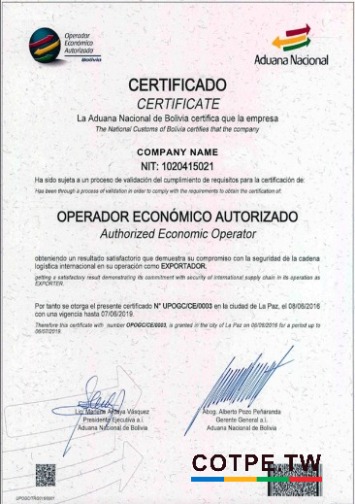 Operador
Económico
Autorizado
BOLIVIA
Aduana Nacional
CERTIFICADO
CERTIFICATE
La Aduana Nacional de Bolivia certifica que la empresa
The National Customs of Bolivia certifies that the company
COMPANY NAME
NIT: 1020415021
Ha sido sujeta a un proceso de validación del cumplimiento de requisitos para la certificación de:
Has been through a process of validation in order to comply with the requirements to obtain the certification of:
OPERADOR ECONÓMICO AUTORIZADO
Authorized Economic Operator
obteniendo un resultado satisfactorio que demuestra su compromiso con la seguridad de la cadena
logística internacional en su operación como EXPORTADOR.
getting a satisfactory result demonstrating its commitment with security of international supply chain in its operation as
EXPORTER.
Por tanto se otorga el presente certificado N° UPOGC/CE/0003 en la ciudad de La Paz, el 08/06/2016
con una vigencia hasta 07/06/2019.
Therefore this certificate with number OPOGC/CE/0003, is granted in the city of La Paz on 08/06/2016 for a period up to
06/07/2019.
Lic. Marlene Vásquez
Presidenta Ejecutiva a.i.
Aduana Nacional de Bolivia
Abog. Alberto Pozo Peñaranda
Gerente General a.i.
Aduana Nacional de Bolivia
COTPE.TW